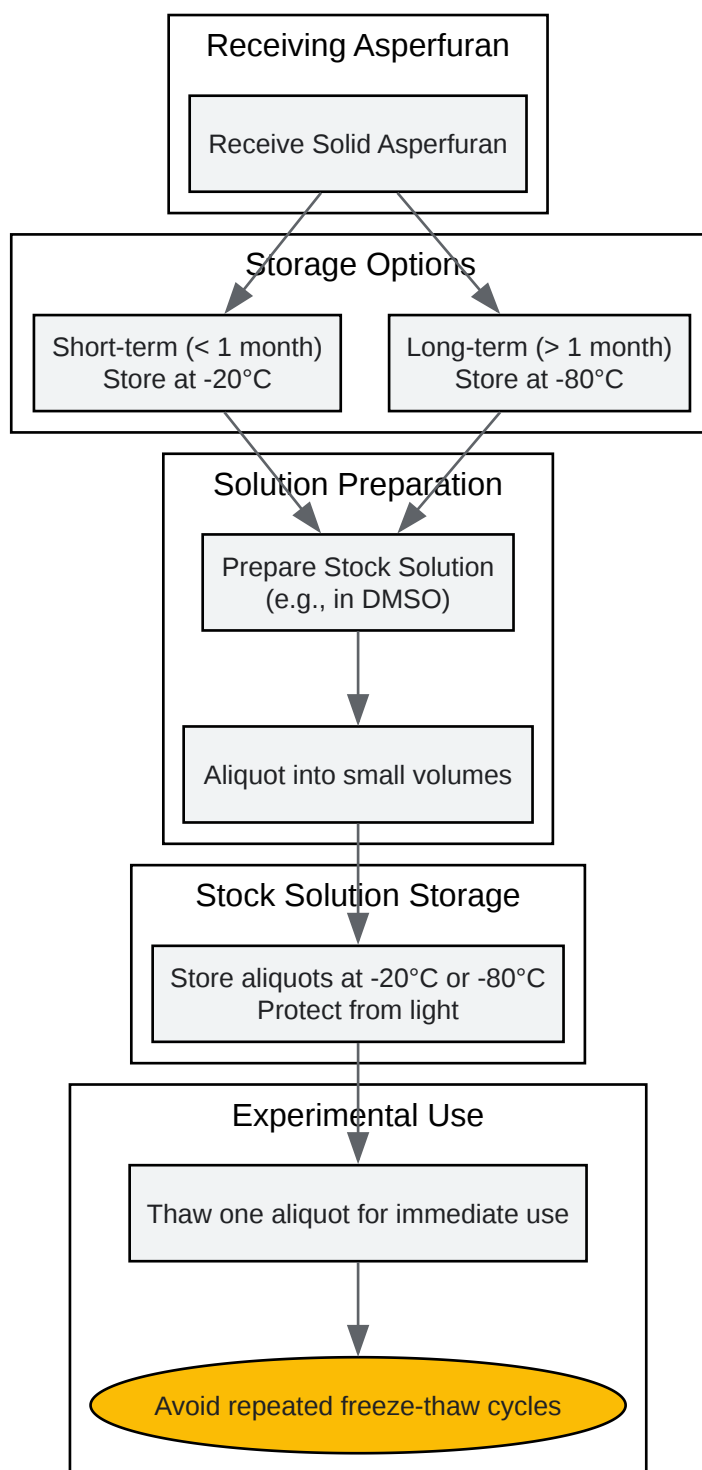 Receiving Asperfuran
Receive Solid Asperfuran
Storage Options
Short-term (< 1 month)
Store at -20°C
Long-term (> 1 month)
Store at -80°C
Solution Preparation
Prepare Stock Solution
(e.g., in DMSO)
Aliquot into small volumes
Stock Solution Storage
Store aliquots at -20°C or -80°C
Protect from light
Experimental Use
Thaw one aliquot for immediate use
Avoid repeated freeze-thaw cycles